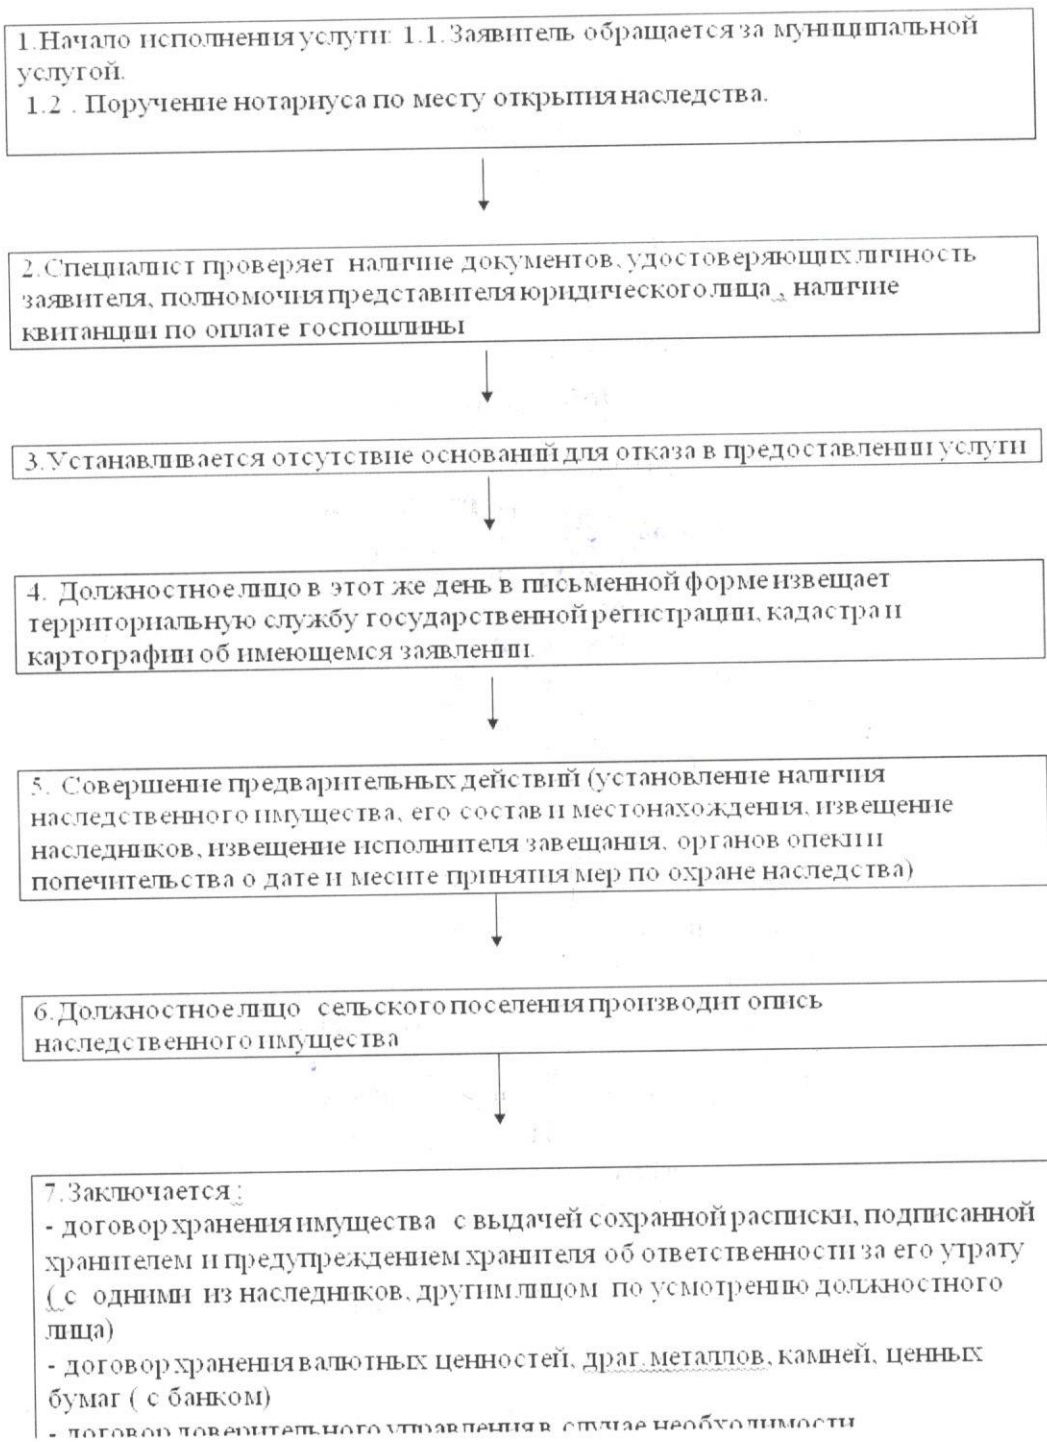 1.Начало исполнения услуги: 1.1. Заявитель обращается за муниципальной
услугой.
1.2 . Поручение нотариуса по месту открытия наследства.
2.Специалист проверяет наличие документов, удостоверяющих личность
заявителя, полномочия представителя юридического лица , наличие
квитанции по оплате госпошлины
3.Устанавливается отсутствие оснований для отказа в предоставлении услуги
4. Должностное лицо в этот же день в письменной форме извещает
территориальную службу государственной регистрации, кадастра и
картографии об имеющемся заявлении.
5. Совершение предварительных действий (установление наличия
наследственного имущества, его состав и местонахождения, извещение
наследников, извещение исполнителя завещания, органов опеки и
попечительства о дате и месите принятия мер по охране наследства)
6.Должностное лицо сельского поселения производит опись
наследственного имущества
7.Заключается :
- договор хранения имущества с выдачей сохранной расписки, подписанной
хранителем и предупреждением хранителя об ответственности за его утрату
( с одними из наследников, другим лицом по усмотрению должностного
лица)
- договор хранения валютных ценностей, драг. металлов, камней, ценных
бумаг ( с банком)
- договор доверительного управления в случае необходимости